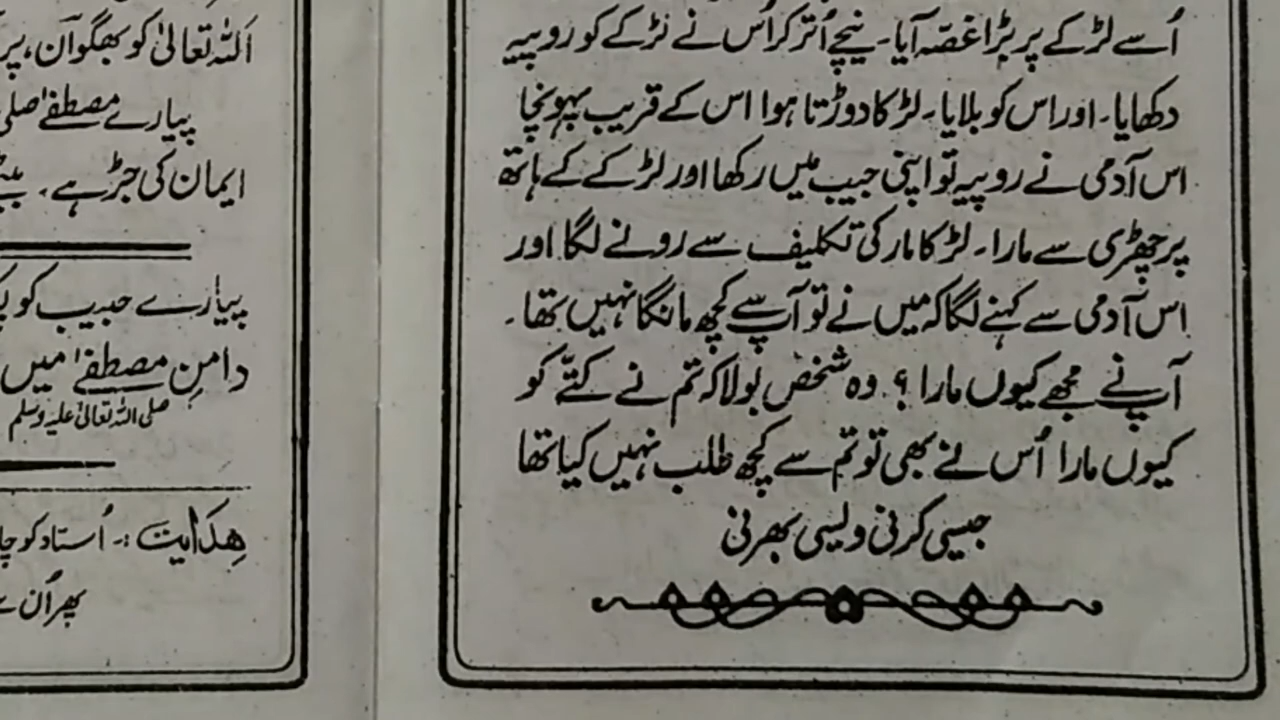 اُسے لڑکے پر بڑا غصّہ آیا۔ نیچے اُتر کر اُس نے لڑکے کو روپیہ
دکھایا۔ اور اس کو بلایا۔ لڑکا دوڑتا ہوا اس کے قریب پہونچا
اس آدمی نے روپیہ تو اپنی جیب میں رکھا اور لڑکے کے ہاتھ
پر چھڑی سے مارا۔ لڑکا مار کی تکلیف سے رونے لگا اور
اس آدمی سے کہنے لگا کہ میں نے تو آپ سے کچھ مانگا نہیں تھا۔
آپ نے مجھے کیوں مارا ؟ وہ شخص بولا کہ تم نے کتّے کو
کیوں مارا اُس نے بھی تو تم سے کچھ طلب نہیں کیا تھا
جیسی کرنی ویسی بھرنی
اللہ تعالیٰ کو بھگوان،
پیارے مصطفےٰ
ایمان کی جڑ ہے۔
پیارے حبیب کو
دامنِ مصطفےٰ میں
صلی اللہ تعالیٰ علیہ وسلم
ھدایت :۔ اُستاد کو
پھر اُن